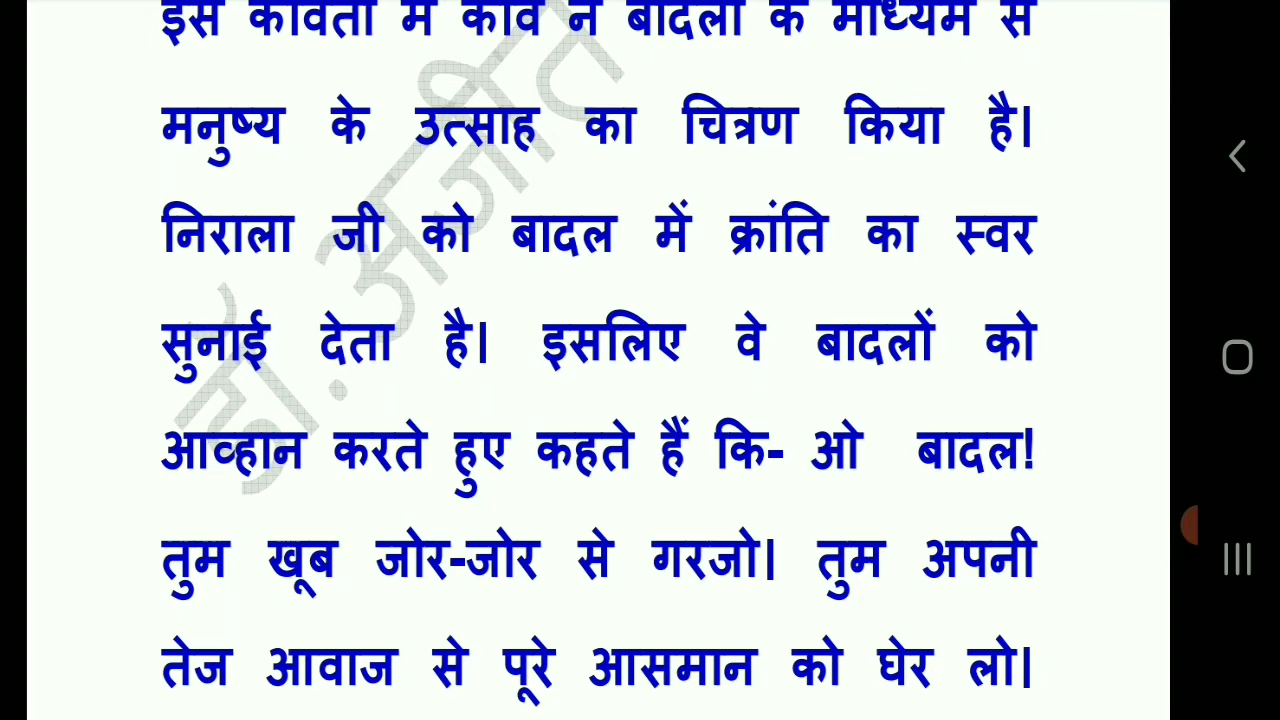 इस कविता में कवि ने बादलों के माध्यम से
मनुष्य के उत्साह का चित्रण किया है।
निराला जी को बादल में क्रांति का स्वर
सुनाई देता है। इसलिए वे बादलों को
आव्हान करते हुए कहते हैं कि- ओ बादल!
तुम खूब जोर-जोर से गरजो। तुम अपनी
तेज आवाज से पूरे आसमान को घेर लो।
डॉ. अजीत